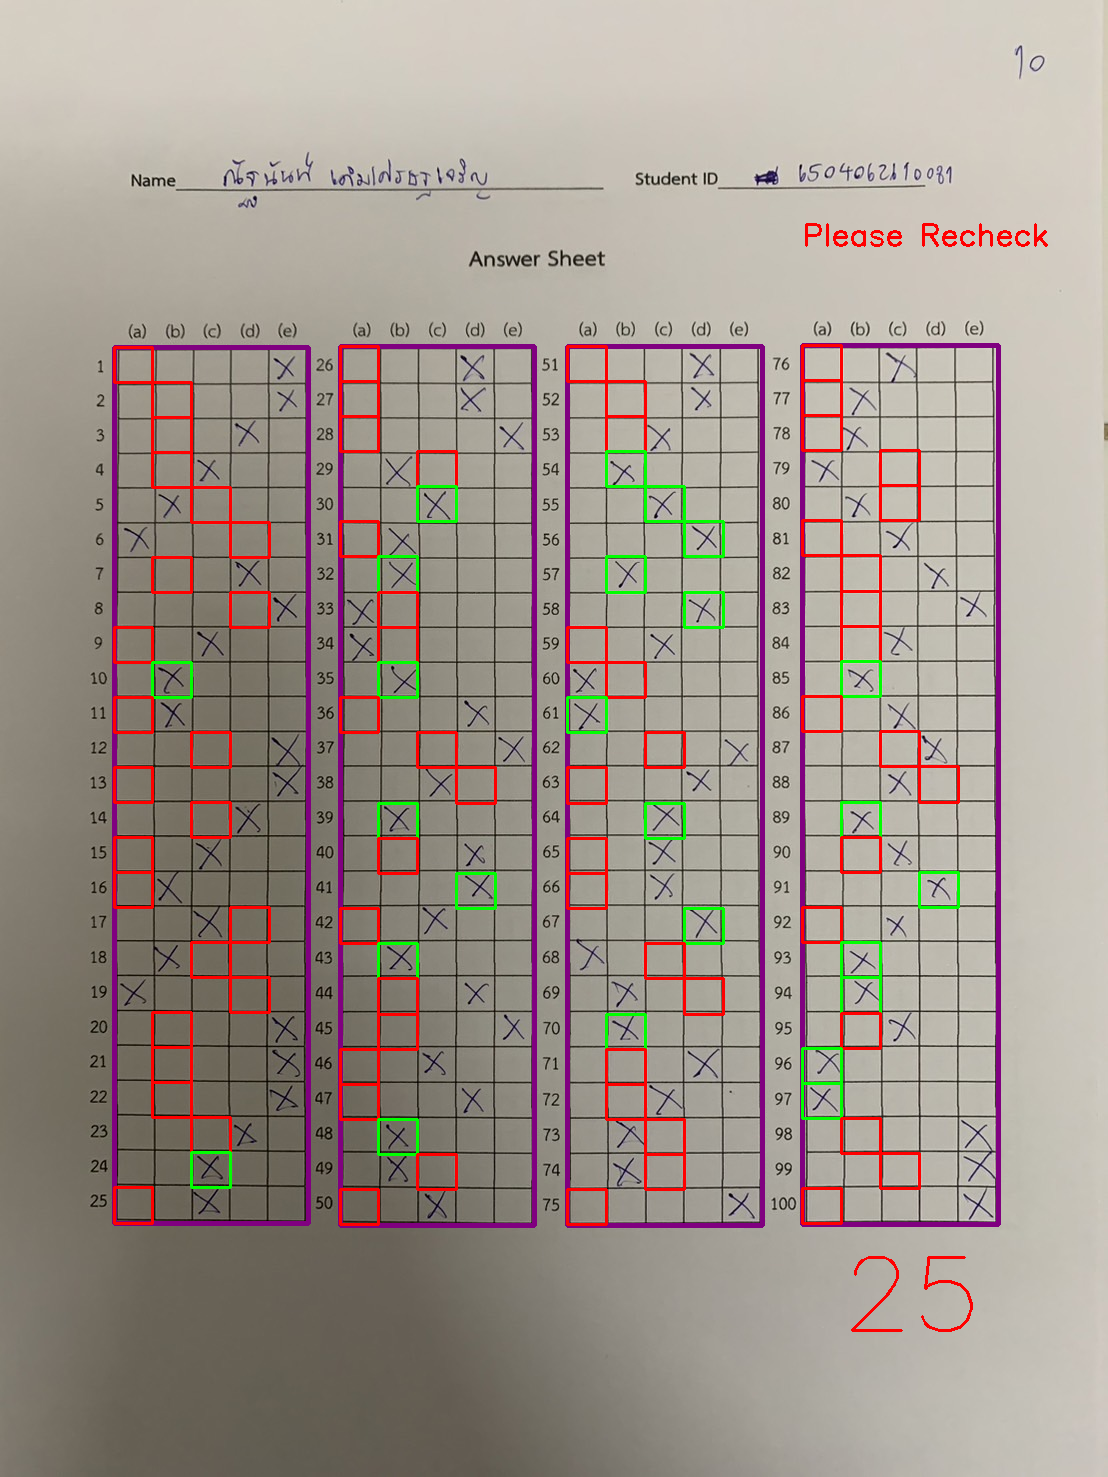 10
Name ณัฐนันท์ เติมเศรษฐเจริญ Student ID 6504062610081
Please Recheck
Answer Sheet
(a) (b) (c) (d) (e) (a) (b) (c) (d) (e) (a) (b) (c) (d) (e) (a) (b) (c) (d) (e)
1 26 51 76
2 27 52 77
3 28 53 78
4 29 54 79
5 30 55 80
6 31 56 81
7 32 57 82
8 33 58 83
9 34 59 84
10 35 60 85
11 36 61 86
12 37 62 87
13 38 63 88
14 39 64 89
15 40 65 90
16 41 66 91
17 42 67 92
18 43 68 93
19 44 69 94
20 45 70 95
21 46 71 96
22 47 72 97
23 48 73 98
24 49 74 99
25 50 75 100
25